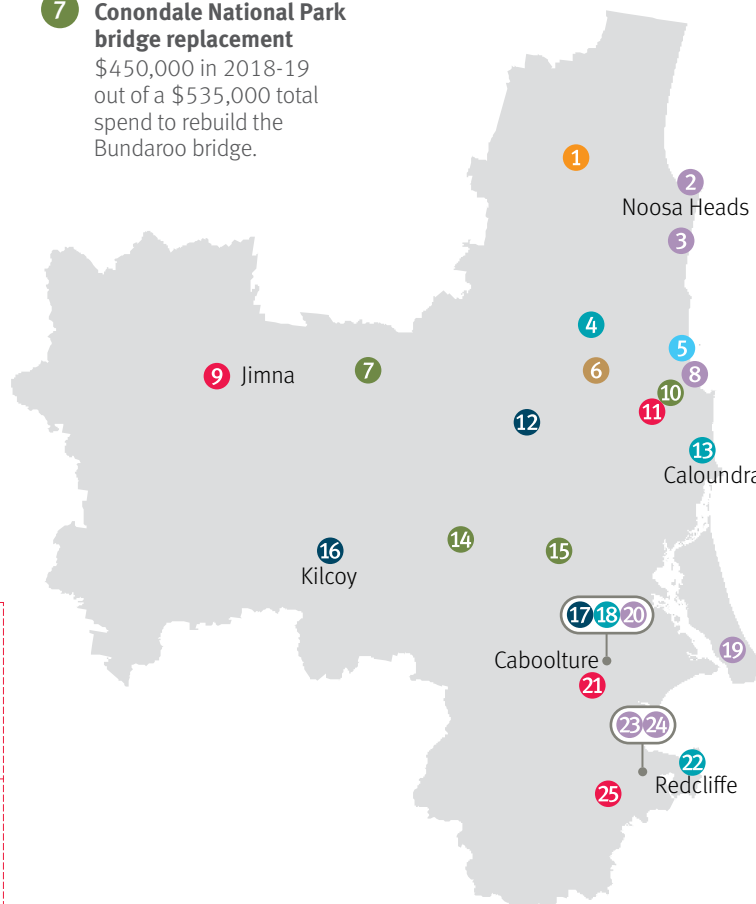 7 Conondale National Park
bridge replacement
$450,000 in 2018-19
out of a $535,000 total
spend to rebuild the
Bundaroo bridge.
1
2
Noosa Heads
3
4
5
6
7
8
9 Jimna
10
11
12
13
Caloundra
14
15
16
Kilcoy
17 18 20
19
Caboolture
21
23 24
22
Redcliffe
25